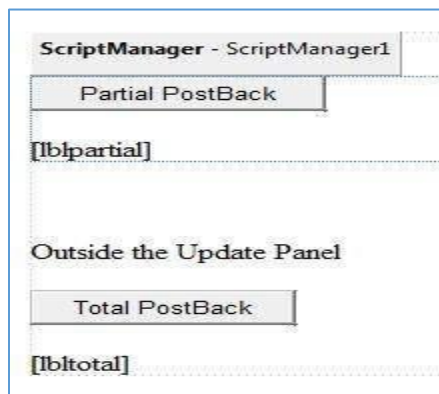 ScriptManager - ScriptManager1
Partial PostBack
[lblpartial]
Outside the Update Panel
Total PostBack
[lbltotal]